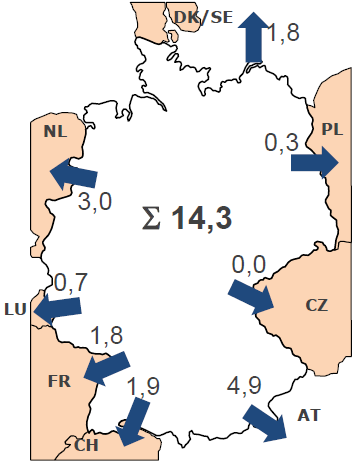 DK/SE
1,8
NL
0,3
PL
3,0
Σ 14,3
0,7
0,0
LU
CZ
1,8
FR
1,9
4,9
AT
CH